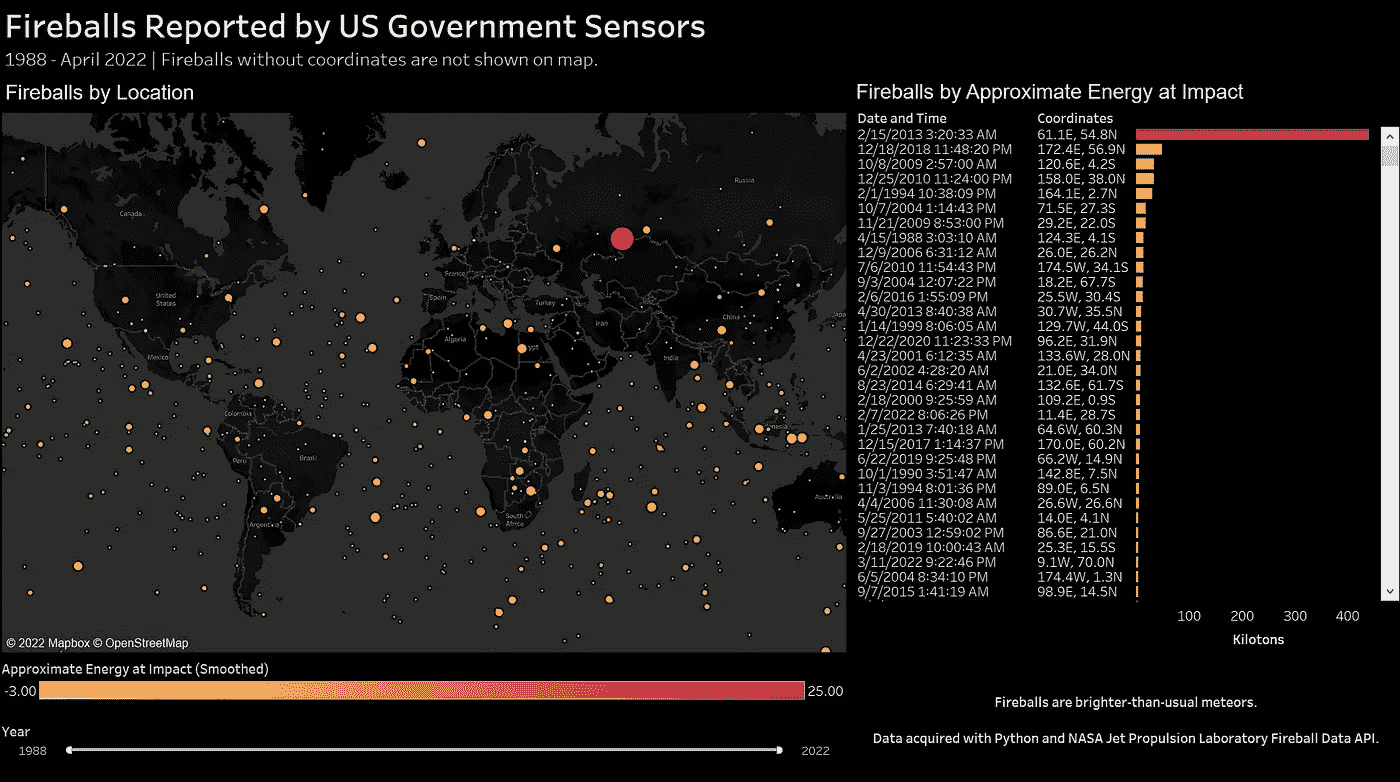 Fireballs Reported by US Government Sensors
1988 - April 2022 | Fireballs without coordinates are not shown on map.
Fireballs by Location
Russia
Canada
France
United
States
Spain
Turkey
China
Iran
Algeria
Mexico
India
Colombia
Peru
Brazil
South
Africa
Argentina
© 2022 Mapbox © OpenStreetMap
Approximate Energy at Impact (Smoothed)
-3.00 25.00
Year
1988 2022
Fireballs by Approximate Energy at Impact
Date and Time Coordinates
2/15/2013 3:20:33 AM 61.1E, 54.8N
12/18/2018 11:48:20 PM 172.4E, 56.9N
10/8/2009 2:57:00 AM 120.6E, 4.2S
12/25/2010 11:24:00 PM 158.0E, 38.0N
2/1/1994 10:38:09 PM 164.1E, 2.7N
10/7/2004 1:14:43 PM 71.5E, 27.3S
11/21/2009 8:53:00 PM 29.2E, 22.0S
4/15/1988 3:03:10 AM 124.3E, 4.1S
12/9/2006 6:31:12 AM 26.0E, 26.2N
7/6/2010 11:54:43 PM 174.5W, 34.1S
9/3/2004 12:07:22 PM 18.2E, 67.7S
2/6/2016 1:55:09 PM 25.5W, 30.4S
4/30/2013 8:40:38 AM 30.7W, 35.5N
1/14/1999 8:06:05 AM 129.7W, 44.0S
12/22/2020 11:23:33 PM 96.2E, 31.9N
4/23/2001 6:12:35 AM 133.6W, 28.0N
6/2/2002 4:28:20 AM 21.0E, 34.0N
8/23/2014 6:29:41 AM 132.6E, 61.7S
2/18/2000 9:25:59 AM 109.2E, 0.9S
2/7/2022 8:06:26 PM 11.4E, 28.7S
1/25/2013 7:40:18 AM 64.6W, 60.3N
12/15/2017 1:14:37 PM 170.0E, 60.2N
6/22/2019 9:25:48 PM 66.2W, 14.9N
10/1/1990 3:51:47 AM 142.8E, 7.5N
11/3/1994 8:01:36 PM 89.0E, 6.5N
4/4/2006 11:30:08 AM 26.6W, 26.6N
5/25/2011 5:40:02 AM 14.0E, 4.1N
9/27/2003 12:59:02 PM 86.6E, 21.0N
2/18/2019 10:00:43 AM 25.3E, 15.5S
3/11/2022 9:22:46 PM 9.1W, 70.0N
6/5/2004 8:34:10 PM 174.4W, 1.3N
9/7/2015 1:41:19 AM 98.9E, 14.5N
100 200 300 400
Kilotons
Fireballs are brighter-than-usual meteors.
Data acquired with Python and NASA Jet Propulsion Laboratory Fireball Data API.